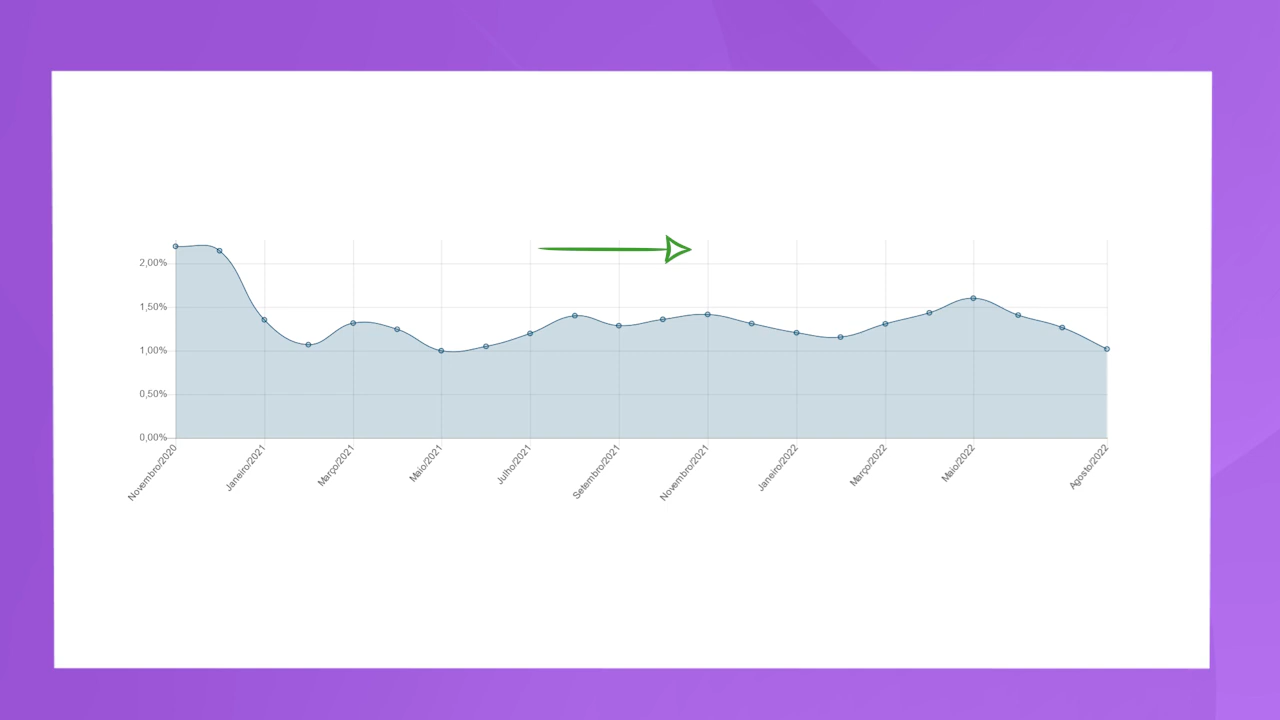 2,00%
1,50%
1,00%
0,50%
0,00%
Novembro/2020
Janeiro/2021
Março/2021
Maio/2021
Julho/2021
Setembro/2021
Novembro/2021
Janeiro/2022
Março/2022
Maio/2022
Agosto/2022